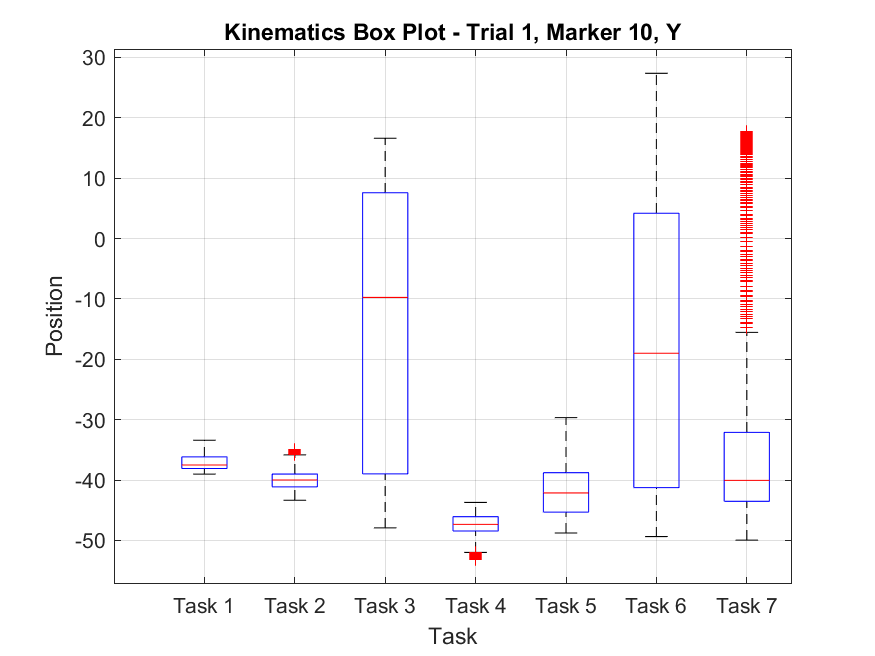 Kinematics Box Plot - Trial 1, Marker 10, Y
30
20
10
0
-10
-20
-30
-40
-50
Position
Task 1 Task 2 Task 3 Task 4 Task 5 Task 6 Task 7
Task